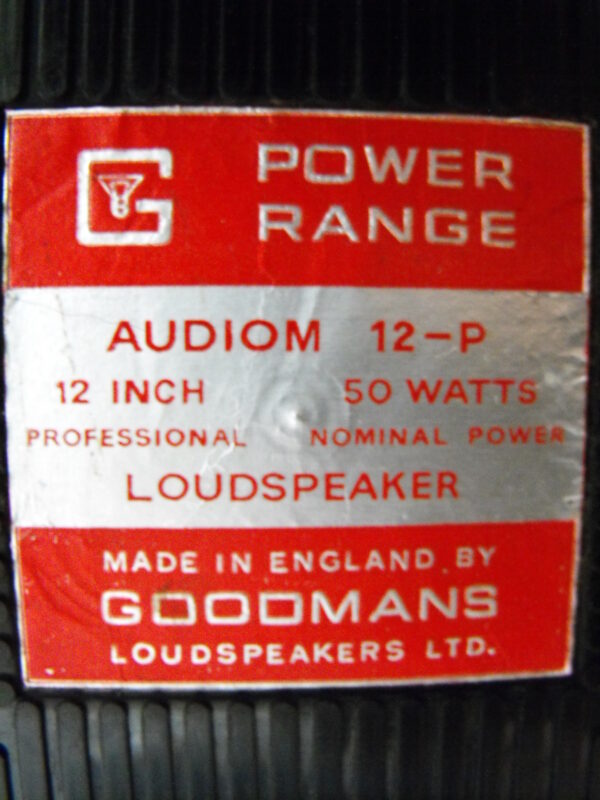 G POWER
RANGE
AUDIOM 12-P
12 INCH 50 WATTS
PROFESSIONAL NOMINAL POWER
LOUDSPEAKER
MADE IN ENGLAND BY
GOODMANS
LOUDSPEAKERS LTD.